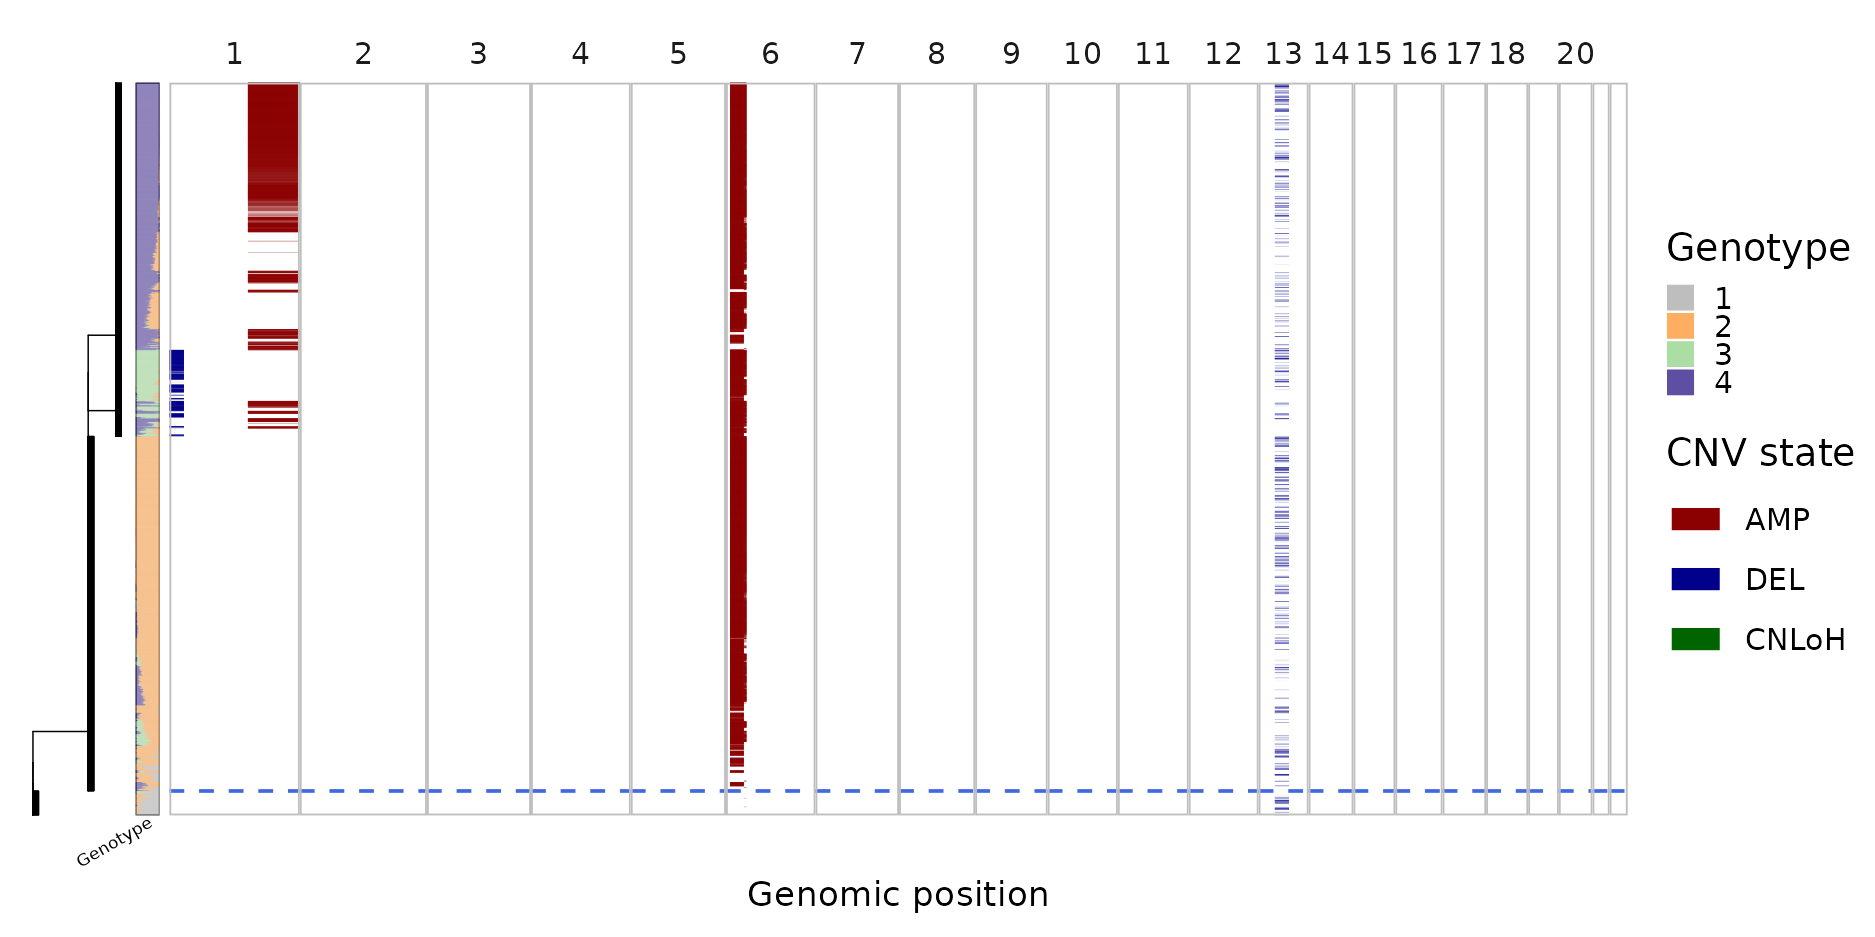 1 2 3 4 5 6 7 8 9 10 11 12 13 14 15 16 17 18 20
Genotype
1
2
3
4
CNV state
AMP
DEL
CNLoH
Genotype
Genomic position